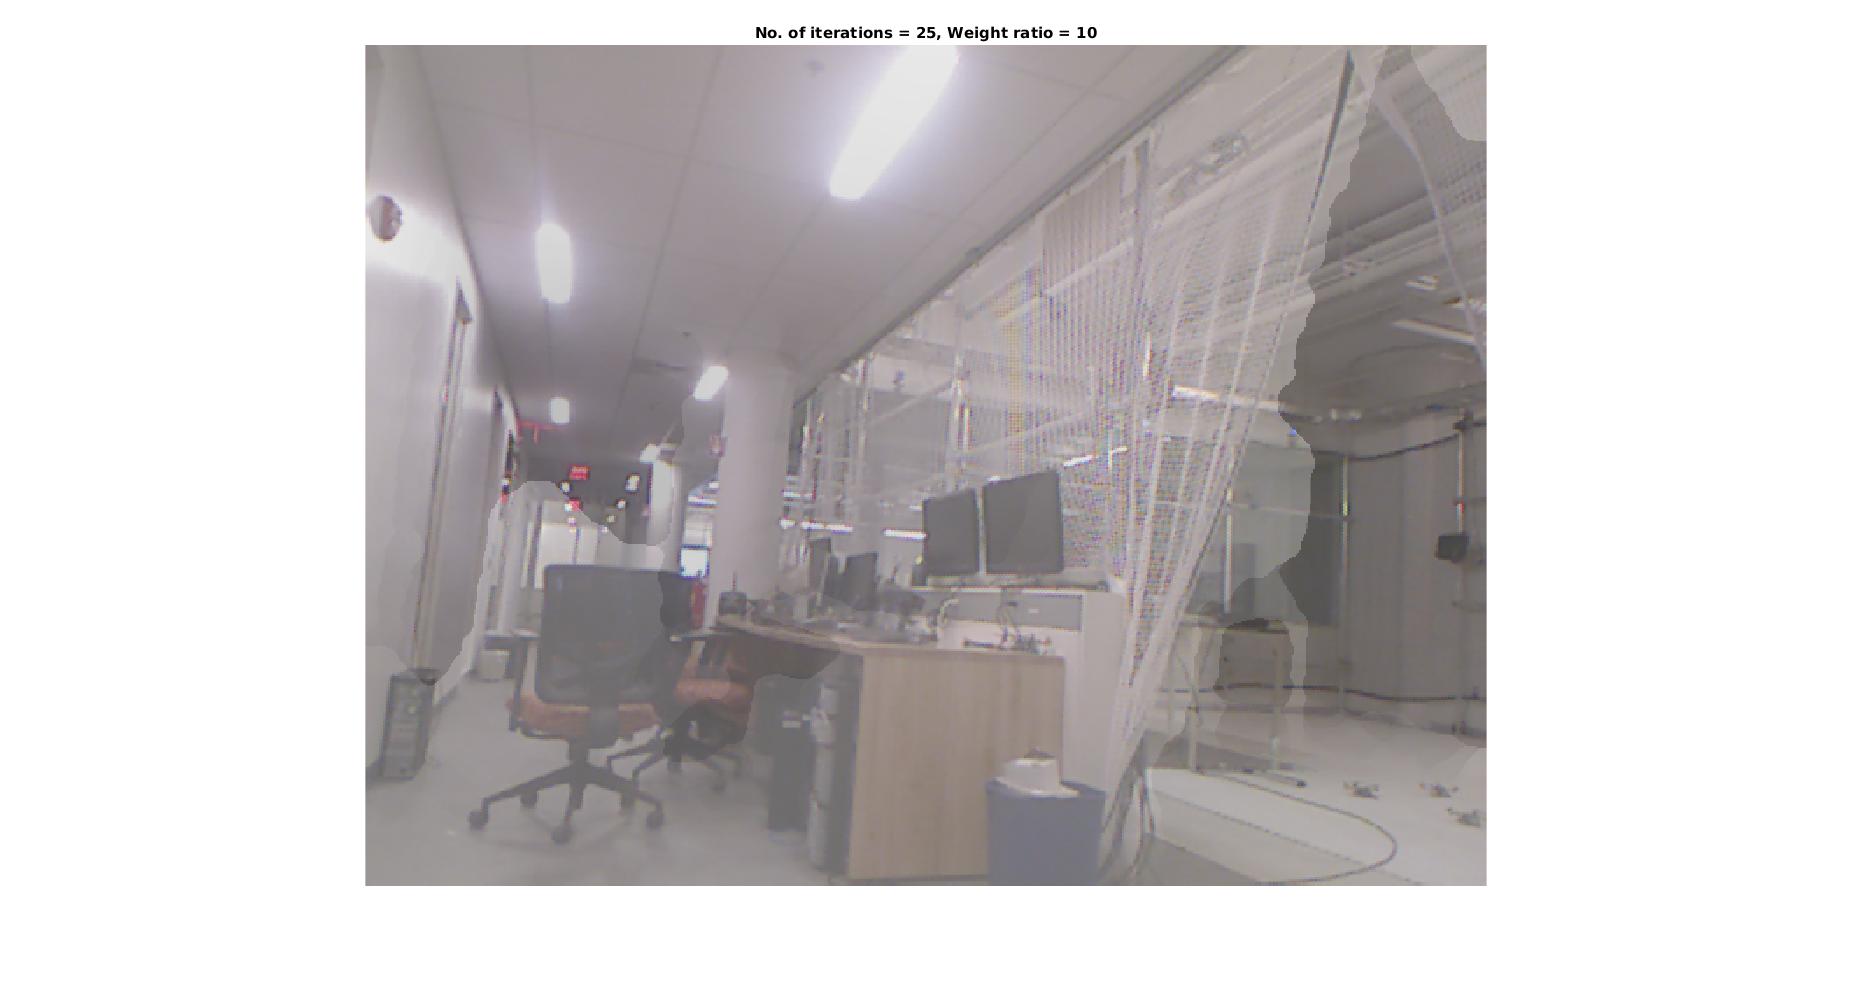 No. of iterations = 25, Weight ratio = 10